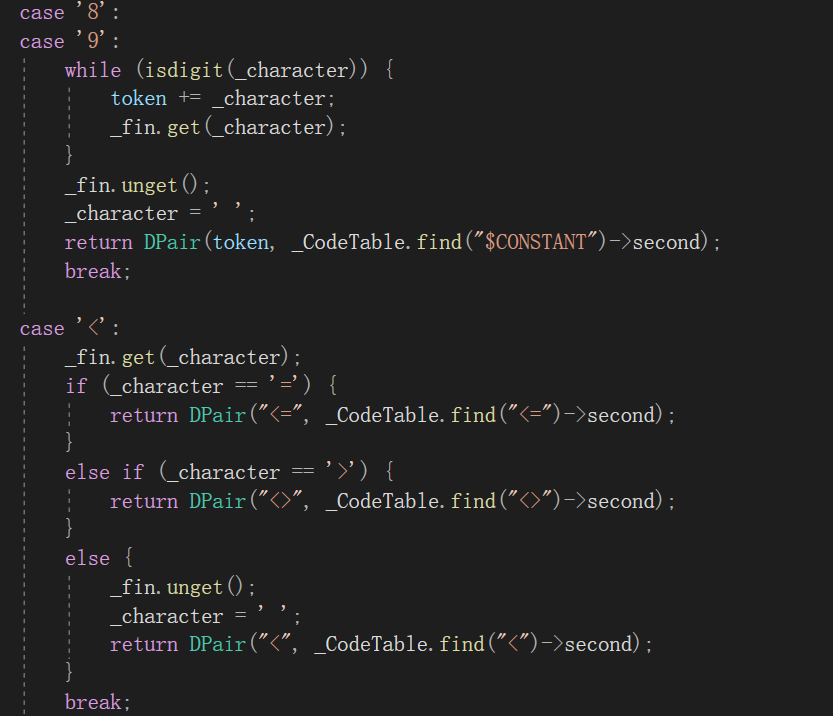 case '8':
case '9':
    while (isdigit(_character)) {
        token += _character;
        _fin.get(_character);
    }
    _fin.unget();
    _character = ' ';
    return DPair(token, _CodeTable.find("$CONSTANT")->second);
    break;

case '<':
    _fin.get(_character);
    if (_character == '=') {
        return DPair("<=", _CodeTable.find("<=")->second);
    }
    else if (_character == '>') {
        return DPair("<>", _CodeTable.find("<>")->second);
    }
    else {
        _fin.unget();
        _character = ' ';
        return DPair("<", _CodeTable.find("<")->second);
    }
    break;